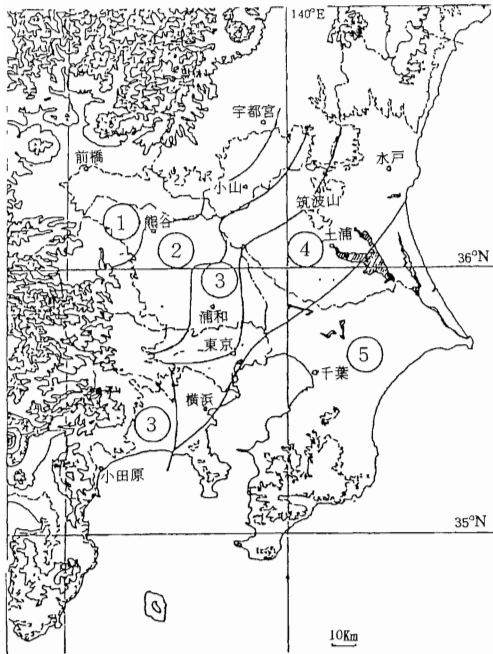 140°E
宇都宮
前橋
水戸
小山
筑波山
① 熊谷
② 
④ 土浦
36°N
③
浦和
東京
⑤
千葉
横浜
③
小田原
35°N
10Km